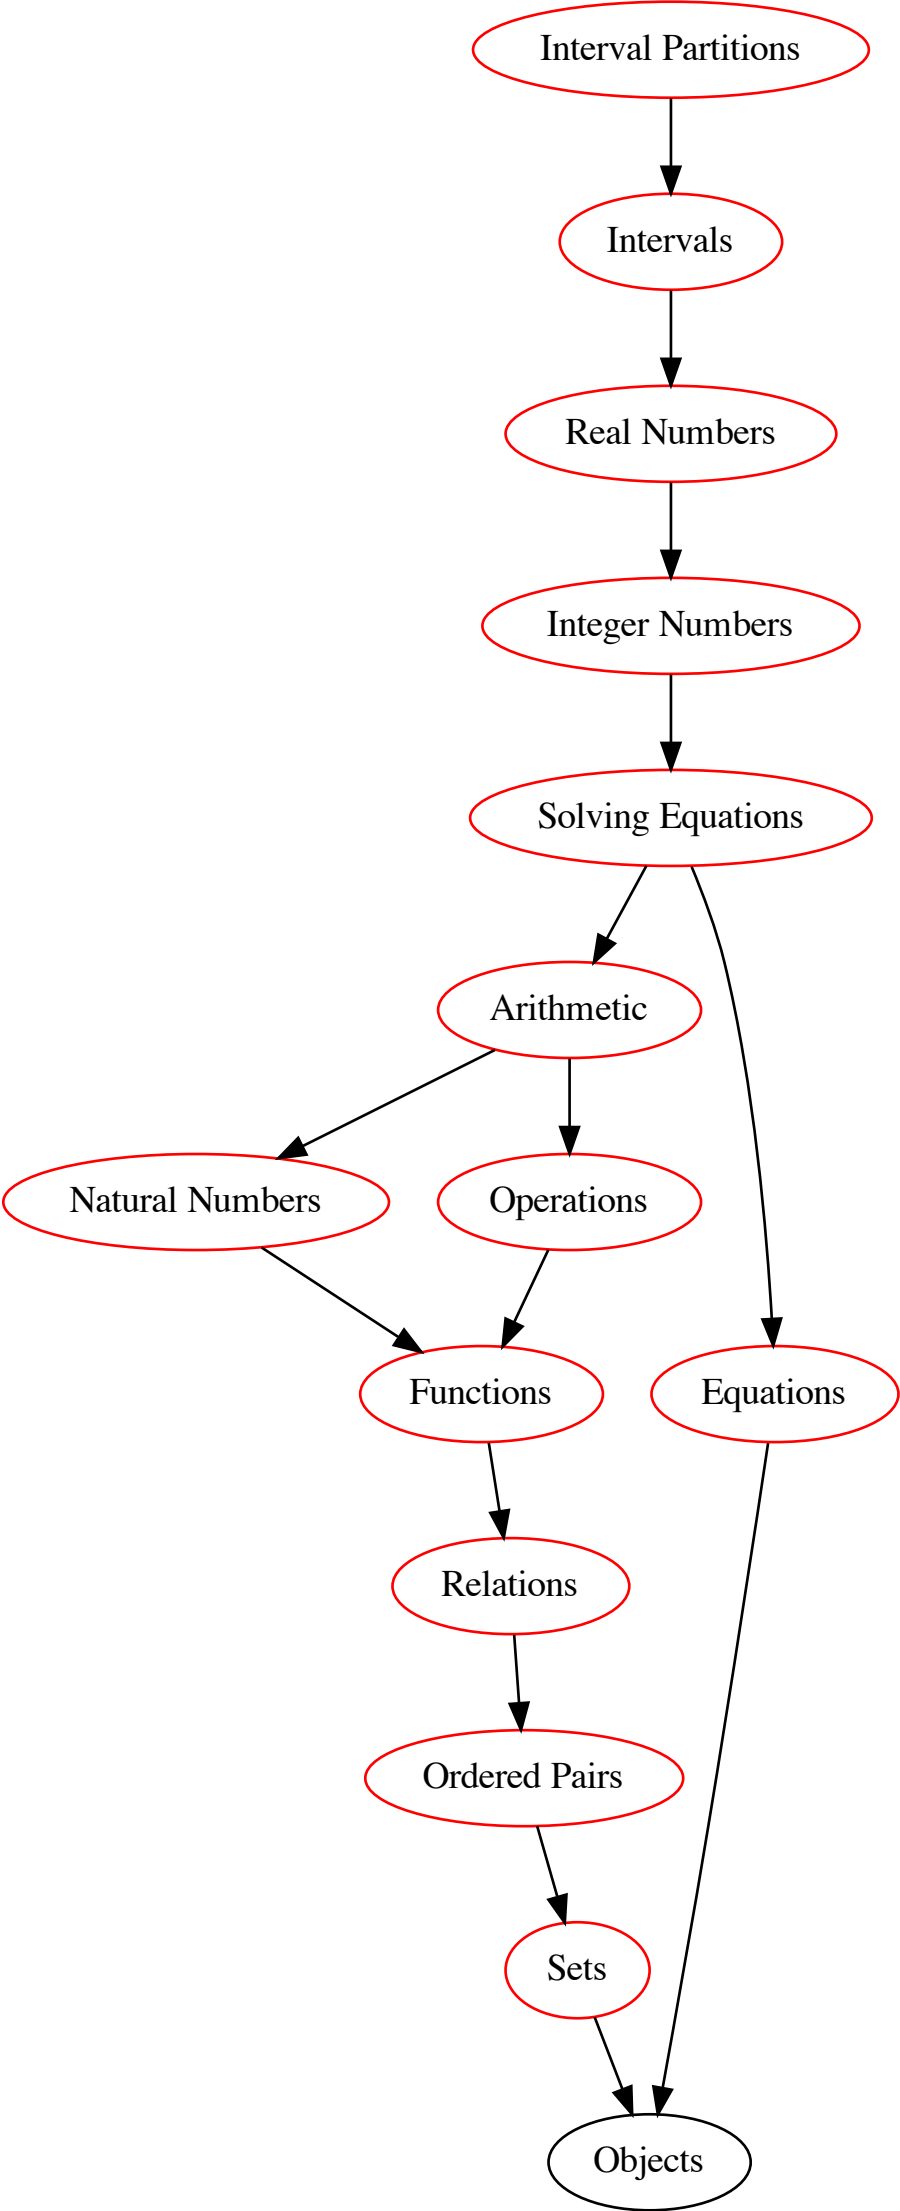 Interval Partitions
Intervals
Real Numbers
Integer Numbers
Solving Equations
Arithmetic
Natural Numbers
Operations
Functions
Equations
Relations
Ordered Pairs
Sets
Objects